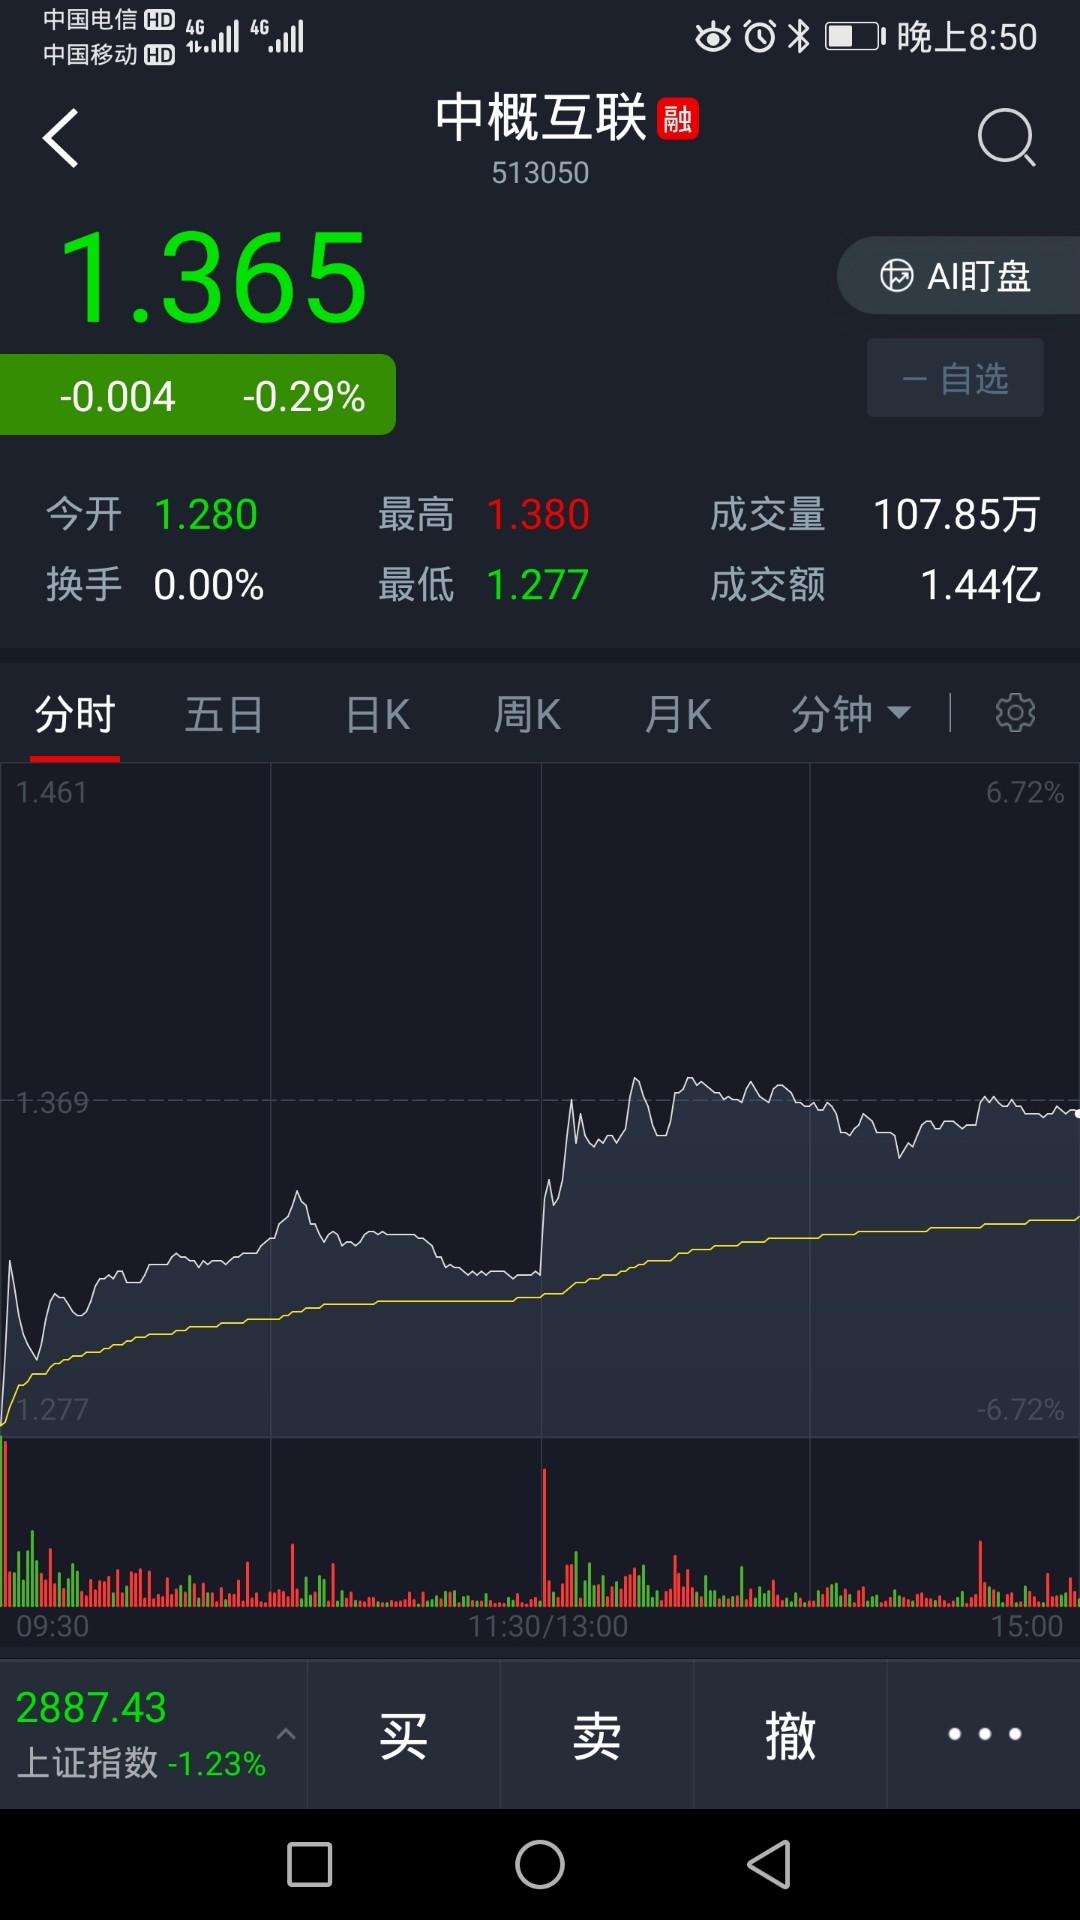 中国电信 HD 4G 4G 晚上8:50
中国移动 HD
中概互联 融
513050
1.365
AI盯盘
-0.004 -0.29%
自选
今开 1.280 最高 1.380 成交量 107.85万
换手 0.00% 最低 1.277 成交额 1.44亿
分时 五日 日K 周K 月K 分钟
1.461 6.72%
1.369
1.277 -6.72%
09:30 11:30/13:00 15:00
2887.43
上证指数 -1.23%
买 卖 撤